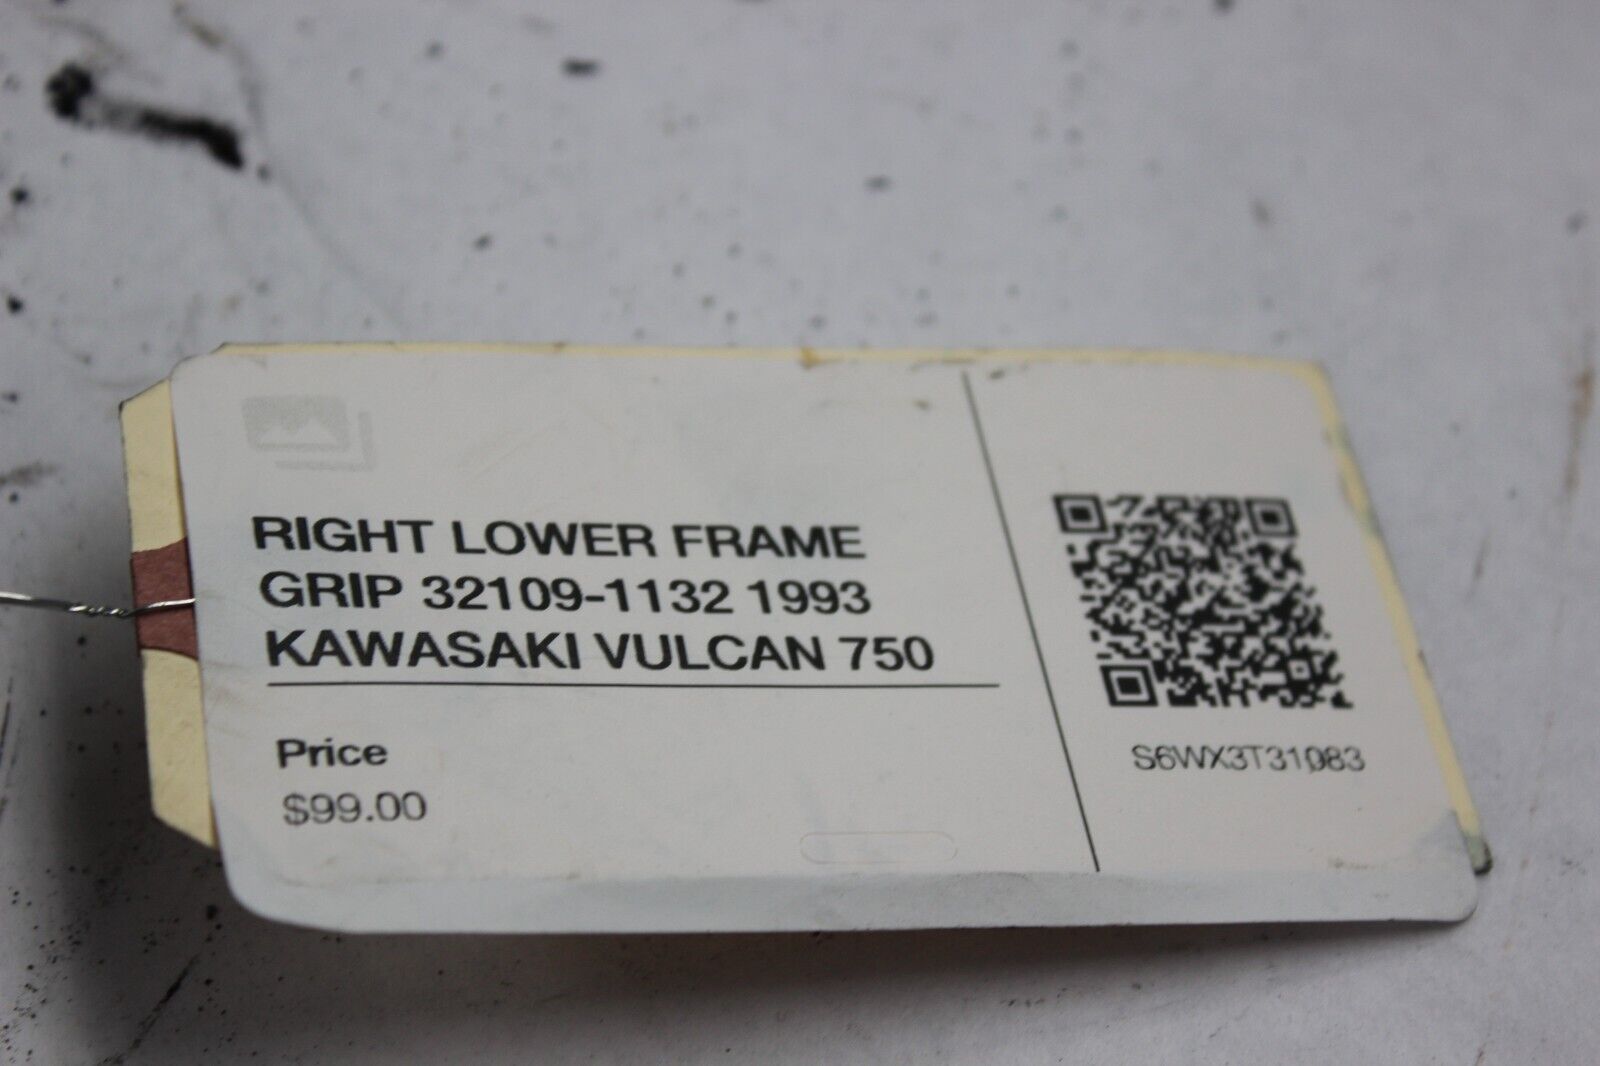 RIGHT LOWER FRAME
GRIP 32109-1132 1993
KAWASAKI VULCAN 750
Price
$99.00
S6WX3T31083